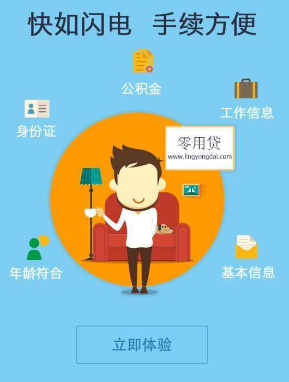 快如闪电 手续方便
公积金
工作信息
身份证
零用贷
www.lingyongdai.com
年龄符合
基本信息
立即体验